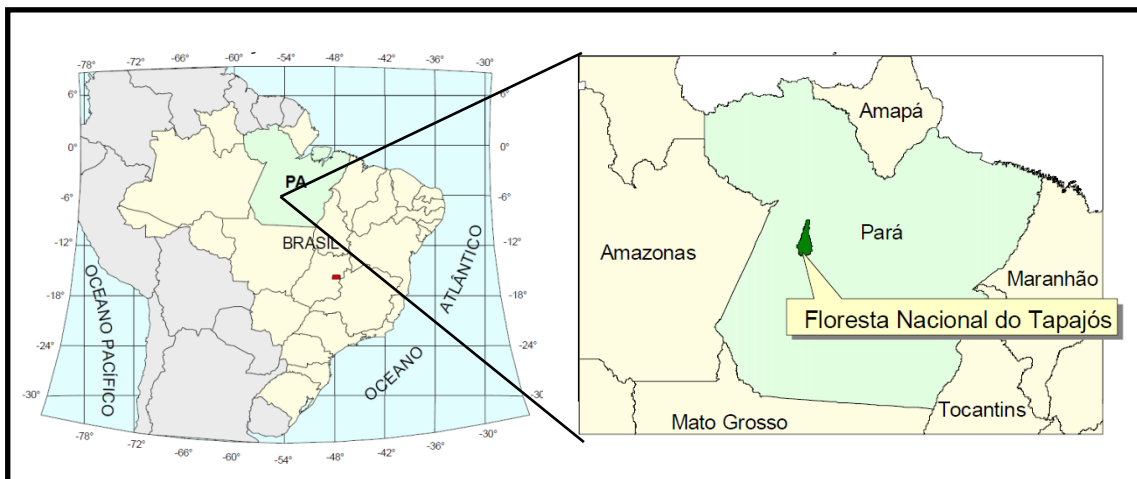 -78° -72° -66° -60° -54° -48° -42° -36° -30°
6° 6°
0° 0°
-6° -6°
-12° -12°
-18° -18°
-24° -24°
-30° -30°
-78° -72° -66° -60° -54° -48° -42° -36° -30°
PA
BRASIL
OCEANO PACÍFICO
ATLÂNTICO
OCEANO
Amapá
Pará
Amazonas
Maranhão
Floresta Nacional do Tapajós
Tocantins
Mato Grosso